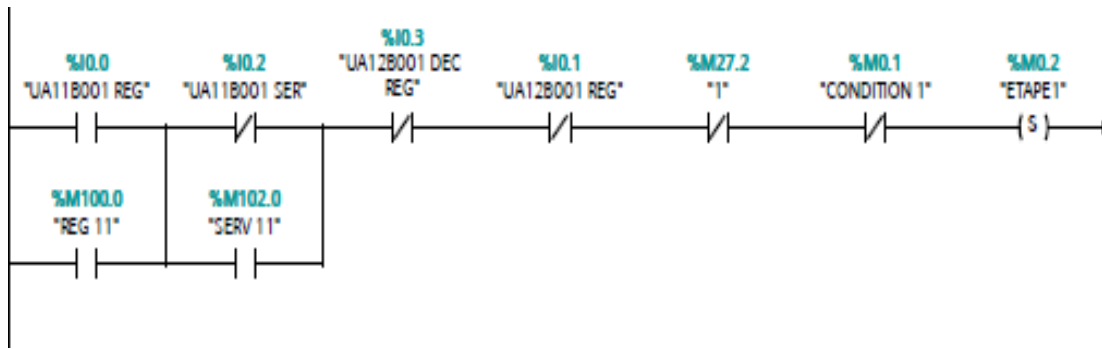 %I0.0
"UA11B001 REG"
%I0.2
"UA11B001 SER"
%I0.3
"UA12B001 DEC
REG"
%I0.1
"UA12B001 REG"
%M27.2
"1"
%M0.1
"CONDITION 1"
%M0.2
"ETAPE1"
S
%M100.0
"REG 11"
%M102.0
"SERV 11"